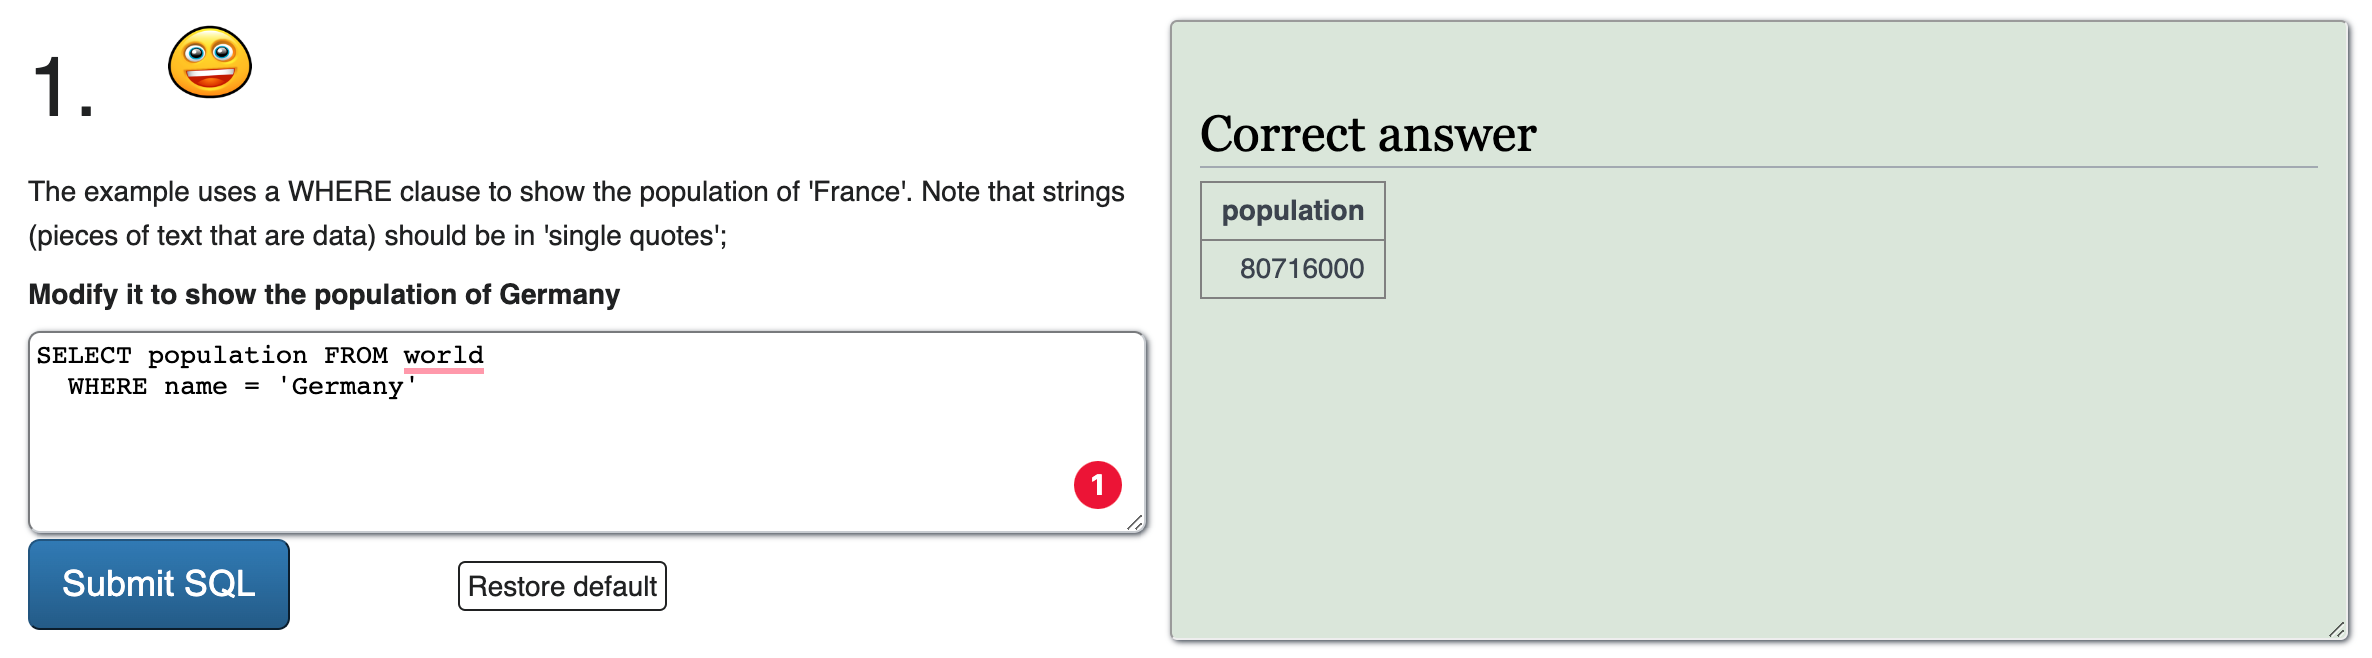 1.
The example uses a WHERE clause to show the population of 'France'. Note that strings
(pieces of text that are data) should be in 'single quotes';
Modify it to show the population of Germany
SELECT population FROM world
  WHERE name = 'Germany'
1
Submit SQL
Restore default
Correct answer
population
80716000